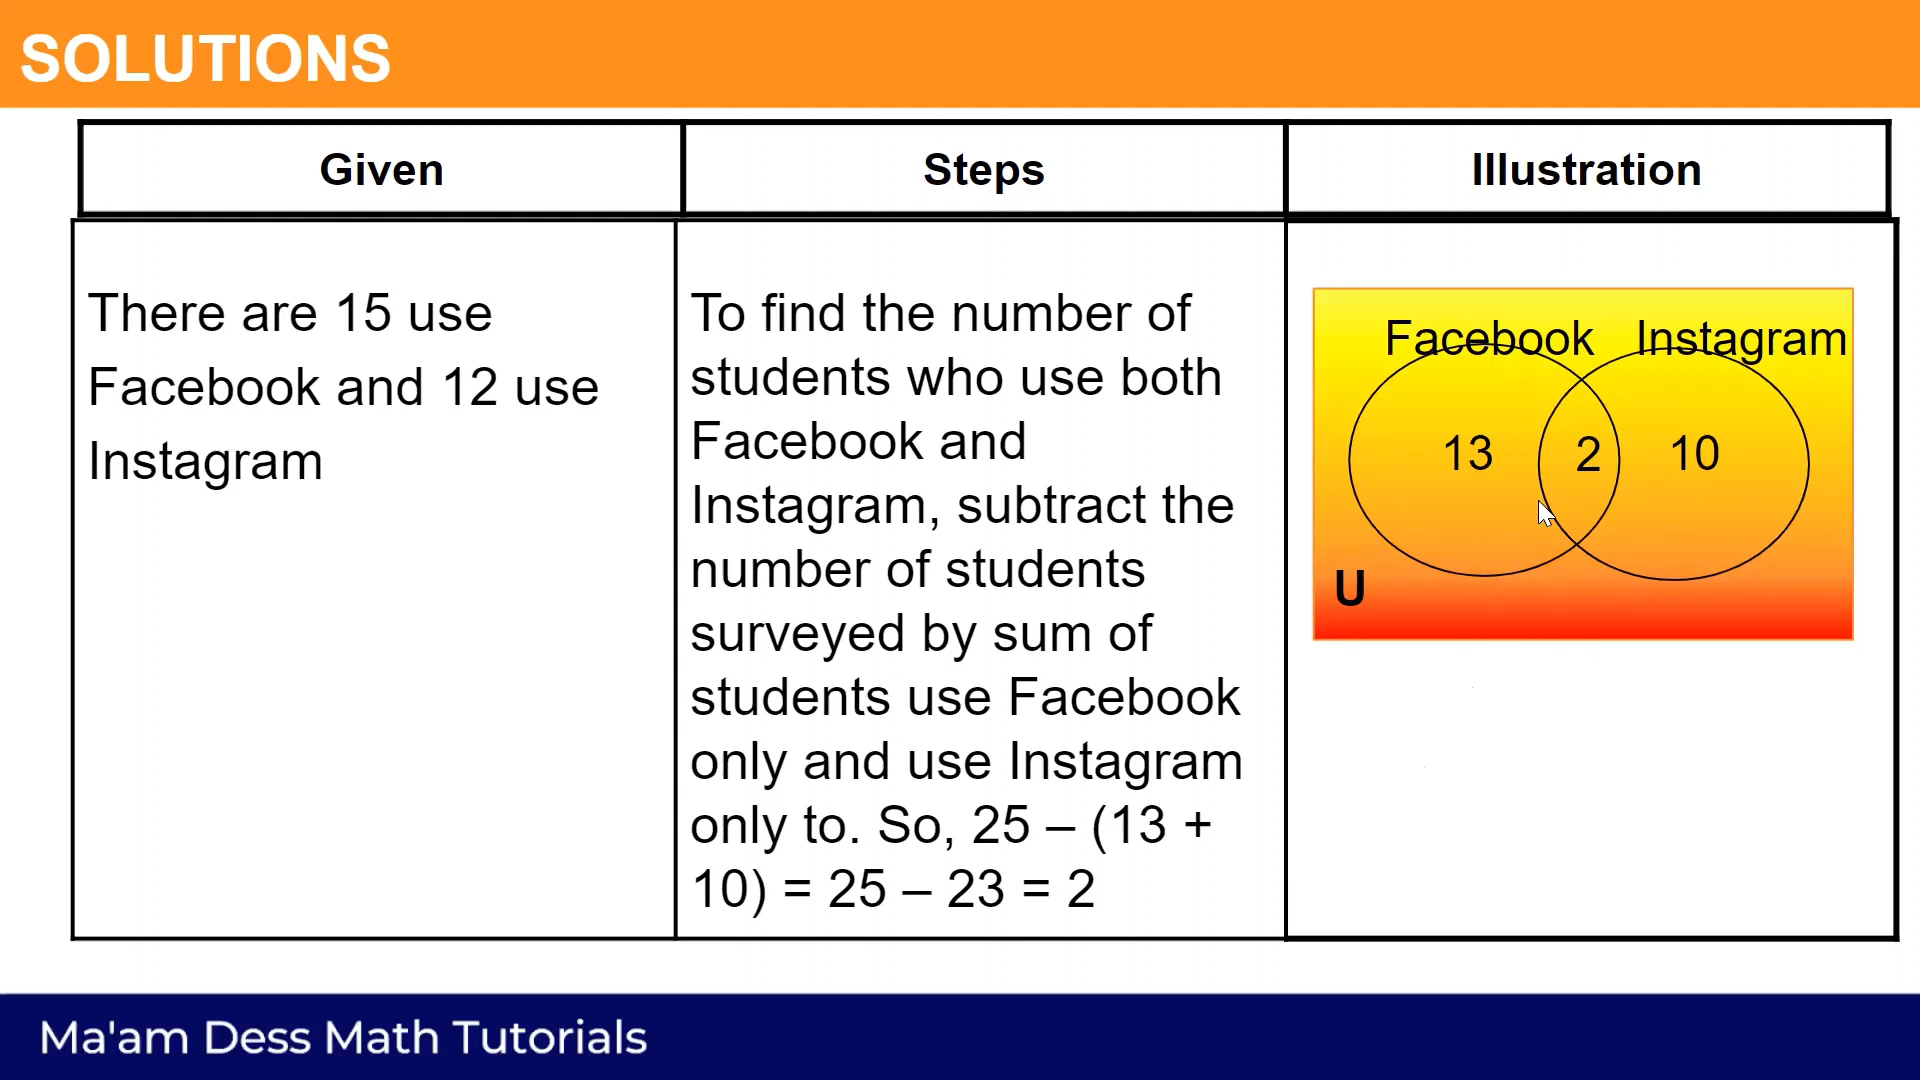 SOLUTIONS
Given
Steps
Illustration
There are 15 use
Facebook and 12 use
Instagram
To find the number of
students who use both
Facebook and
Instagram, subtract the
number of students
surveyed by sum of
students use Facebook
only and use Instagram
only to. So, 25 – (13 +
10) = 25 – 23 = 2
Facebook Instagram
13 2 10
U
Ma'am Dess Math Tutorials